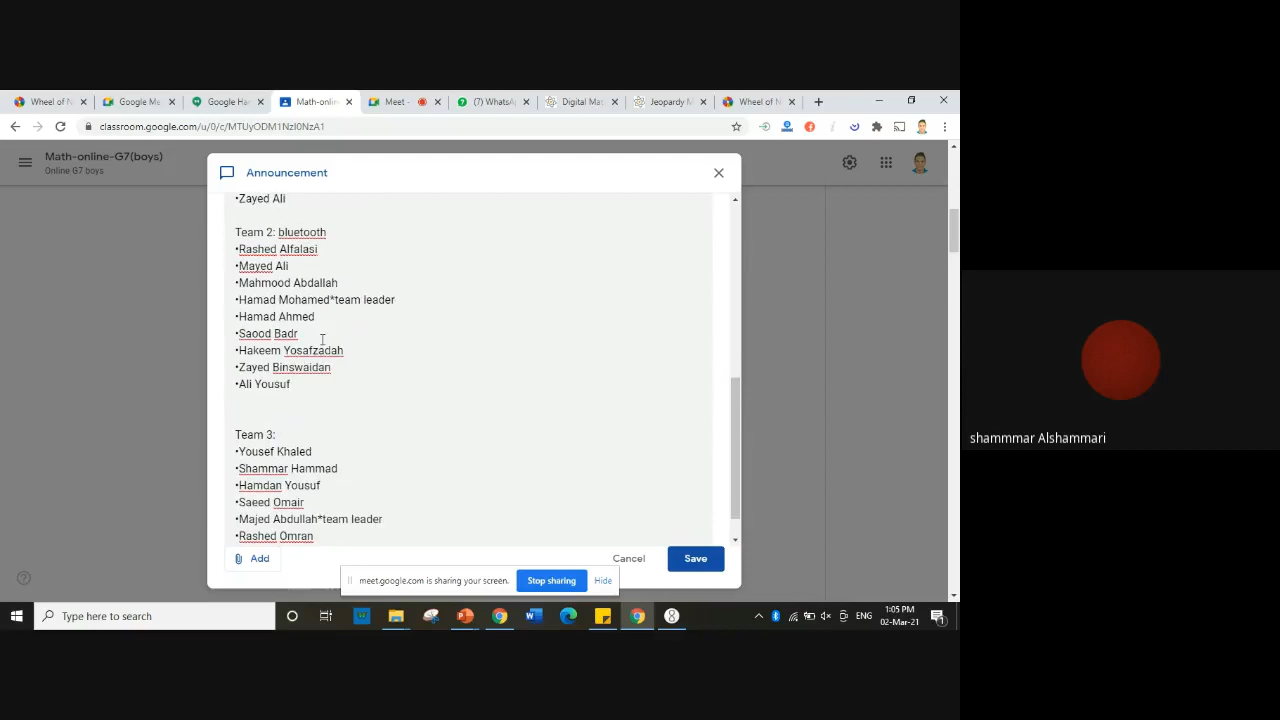 Wheel of N
Google Me
Google Ha
Math-onlin
Meet -
(7) WhatsA
Digital Mat
Jeopardy M
Wheel of N
classroom.google.com/u/0/c/MTUyODM1NzI0NzA1
Math-online-G7(boys)
Online G7 boys
Announcement
•Zayed Ali
Team 2: bluetooth
•Rashed Alfalasi
•Mayed Ali
•Mahmood Abdallah
•Hamad Mohamed*team leader
•Hamad Ahmed
•Saood Badr
•Hakeem Yosafzadah
•Zayed Binswaidan
•Ali Yousuf
Team 3:
•Yousef Khaled
•Shammar Hammad
•Hamdan Yousuf
•Saeed Omair
•Majed Abdullah*team leader
•Rashed Omran
Add
Cancel
Save
meet.google.com is sharing your screen.
Stop sharing
Hide
Type here to search
ENG
1:05 PM
02-Mar-21
shammmar Alshammari